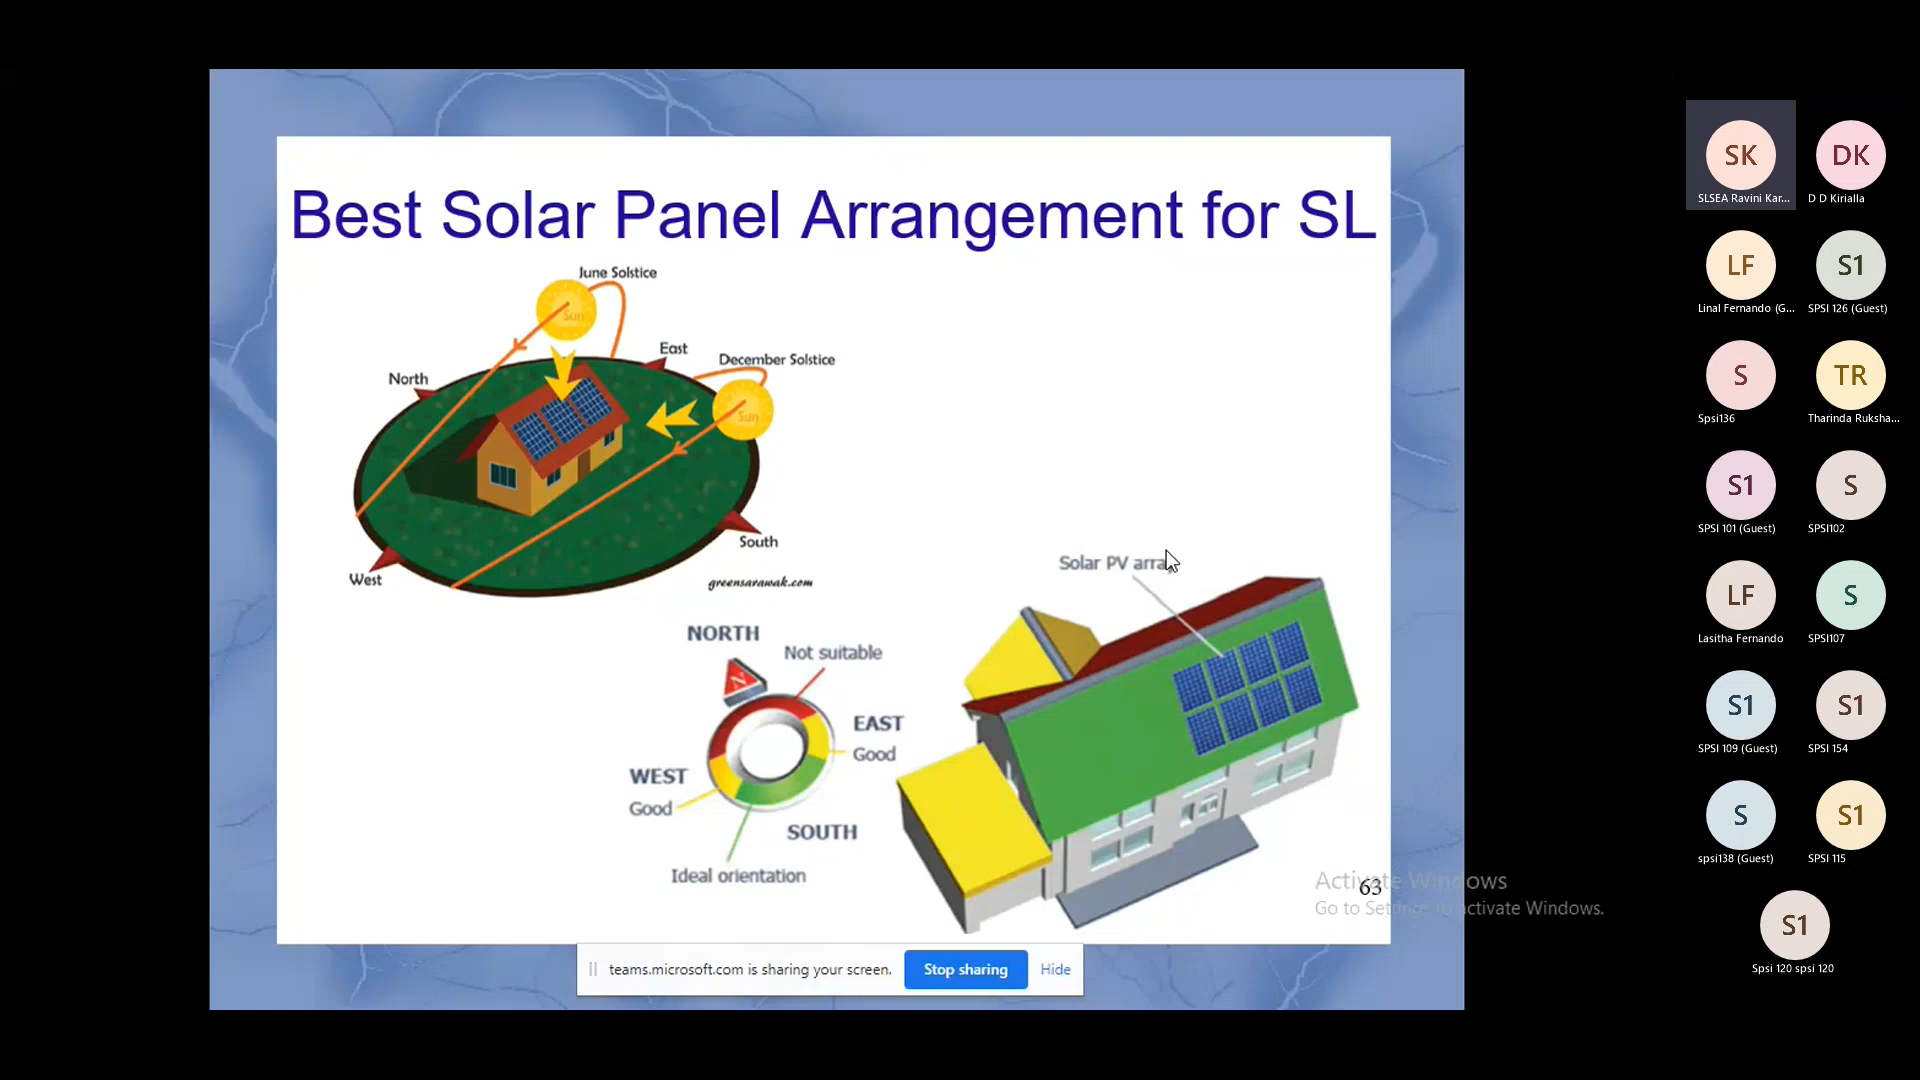 Best Solar Panel Arrangement for SL
June Solstice
Sun
East
December Solstice
North
Sun
South
West
greensarawak.com
Solar PV arra
NORTH
Not suitable
N
EAST
Good
WEST
Good
SOUTH
Ideal orientation
63
Activate Windows
Go to Settings to activate Windows.
teams.microsoft.com is sharing your screen.
Stop sharing
Hide
SK
SLSEA Ravini Kar...
DK
D D Kirialla
LF
Linal Fernando (G...
S1
SPSI 126 (Guest)
S
Spsi136
TR
Tharinda Ruksha...
S1
SPSI 101 (Guest)
S
SPSI102
LF
Lasitha Fernando
S
SPSI107
S1
SPSI 109 (Guest)
S1
SPSI 154
S
spsi138 (Guest)
S1
SPSI 115
S1
Spsi 120 spsi 120